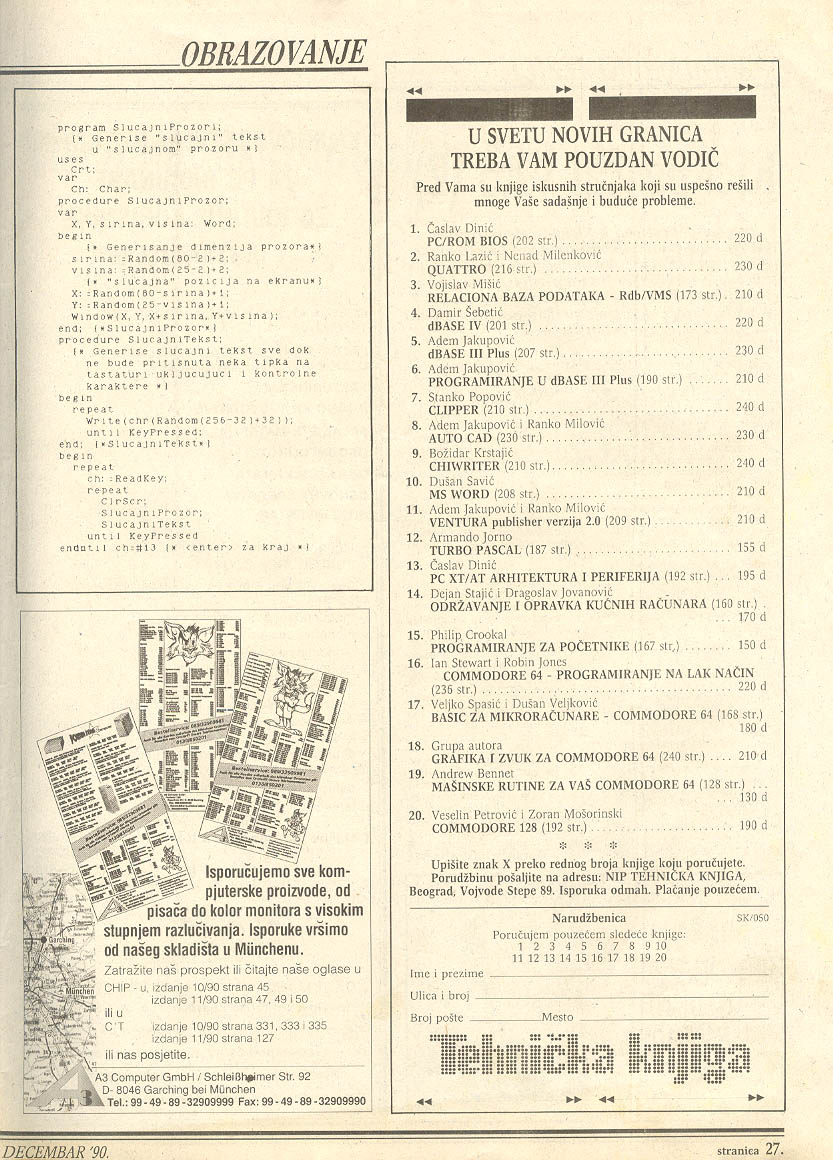 OBRAZOVANJE
program SlucajniProzori;
{* Generise "slucajni" tekst
u "slucajnom" prozoru *}
uses
Crt;
var
Ch: Char;
procedure SlucajniProzor;
var
X,Y,sirina,visina: Word;
begin
{* Generisanje dimenzija prozora*}
sirina:=Random(80-2)+2;
visina:=Random(25-2)+2;
{* "slucajna" pozicija na ekranu*}
X:=Random(80-sirina)+1;
Y:=Random(25-visina)+1;
Window(X,Y,X+sirina,Y+visina);
end; {*SlucajniProzor*}
procedure SlucajniTekst;
{* Generise slucajni tekst sve dok
ne bude pritisnuta neka tipka na
tastaturi ukljucujuci i kontrolne
karaktere *}
begin
repeat
Write(chr(Random(256-32)+32));
until KeyPressed;
end; {*SlucajniTekst*}
begin
repeat
ch:=ReadKey;
repeat
ClrScr;
SlucajniProzor;
SlucajniTekst
until KeyPressed
endntil ch=#13 {* <enter> za kraj *}
Bestellservice: 089/32909981
0130/810201
Isporučujemo sve kom-
pjuterske proizvode, od
pisača do kolor monitora s visokim
stupnjem razlučivanja. Isporuke vršimo
od našeg skladišta u Münchenu.
Garching
München
Zatražite naš prospekt ili čitajte naše oglase u
CHIP - u, izdanje 10/90 strana 45
izdanje 11/90 strana 47, 49 i 50
ili u
C'T izdanje 10/90 strana 331, 333 i 335
izdanje 11/90 strana 127
ili nas posjetite.
A3 Computer GmbH / Schleißheimer Str. 92
D- 8046 Garching bei München
Tel.: 99 - 49 - 89 - 32909999 Fax: 99 - 49 - 89 - 32909990
A3
U SVETU NOVIH GRANICA
TREBA VAM POUZDAN VODIČ
Pred Vama su knjige iskusnih stručnjaka koji su uspešno rešili
mnoge Vaše sadašnje i buduće probleme.
1. Časlav Dinić
PC/ROM BIOS (202 str.) 220 d
2. Ranko Lazić i Nenad Milenković
QUATTRO (216 str.) 230 d
3. Vojislav Mišić
RELACIONA BAZA PODATAKA - Rdb/VMS (173 str.) . 210 d
4. Damir Šebetić
dBASE IV (201 str.) 220 d
5. Adem Jakupović
dBASE III Plus (207 str.) 230 d
6. Adem Jakupović
PROGRAMIRANJE U dBASE III Plus (190 str.) 210 d
7. Stanko Popović
CLIPPER (210 str.) 240 d
8. Adem Jakupović i Ranko Milović
AUTO CAD (230 str.) 230 d
9. Božidar Krstajić
CHIWRITER (210 str.) 240 d
10. Dušan Savić
MS WORD (208 str.) 210 d
11. Adem Jakupović i Ranko Milović
VENTURA publisher verzija 2.0 (209 str.) 210 d
12. Armando Jorno
TURBO PASCAL (187 str.) 155 d
13. Časlav Dinić
PC XT/AT ARHITEKTURA I PERIFERIJA (192 str.) ... 195 d
14. Dejan Stajić i Dragoslav Jovanović
ODRŽAVANJE I OPRAVKA KUČNIH RAČUNARA (160 str.) .
... 170 d
15. Philip Crookal
PROGRAMIRANJE ZA POČETNIKE (167 str.) 150 d
16. Ian Stewart i Robin Jones
COMMODORE 64 - PROGRAMIRANJE NA LAK NAČIN
(236 str.) 220 d
17. Veljko Spasić i Dušan Veljković
BASIC ZA MIKRORAČUNARE - COMMODORE 64 (168 str.)
180 d
18. Grupa autora
GRAFIKA I ZVUK ZA COMMODORE 64 (240 str.) .... 210 d
19. Andrew Bennet
MAŠINSKE RUTINE ZA VAŠ COMMODORE 64 (128 str.) ...
... 130 d
20. Veselin Petrović i Zoran Mošorinski
COMMODORE 128 (192 str.) 190 d
* * *
Upišite znak X preko rednog broja knjige koju poručujete.
Porudžbinu pošaljite na adresu: NIP TEHNIČKA KNJIGA,
Beograd, Vojvode Stepe 89. Isporuka odmah. Plaćanje pouzećem.
Narudžbenica SK/050
Poručujem pouzećem sledeće knjige:
1 2 3 4 5 6 7 8 9 10
11 12 13 14 15 16 17 18 19 20
Ime i prezime
Ulica i broj
Broj pošte Mesto
Tehnička knjiga
DECEMBAR '90. stranica 27.